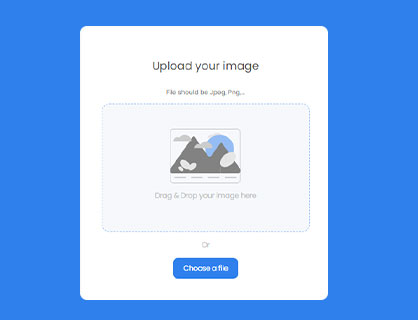 Upload your image
File should be Jpeg, Png,...
Drag & Drop your image here
Or
Choose a file